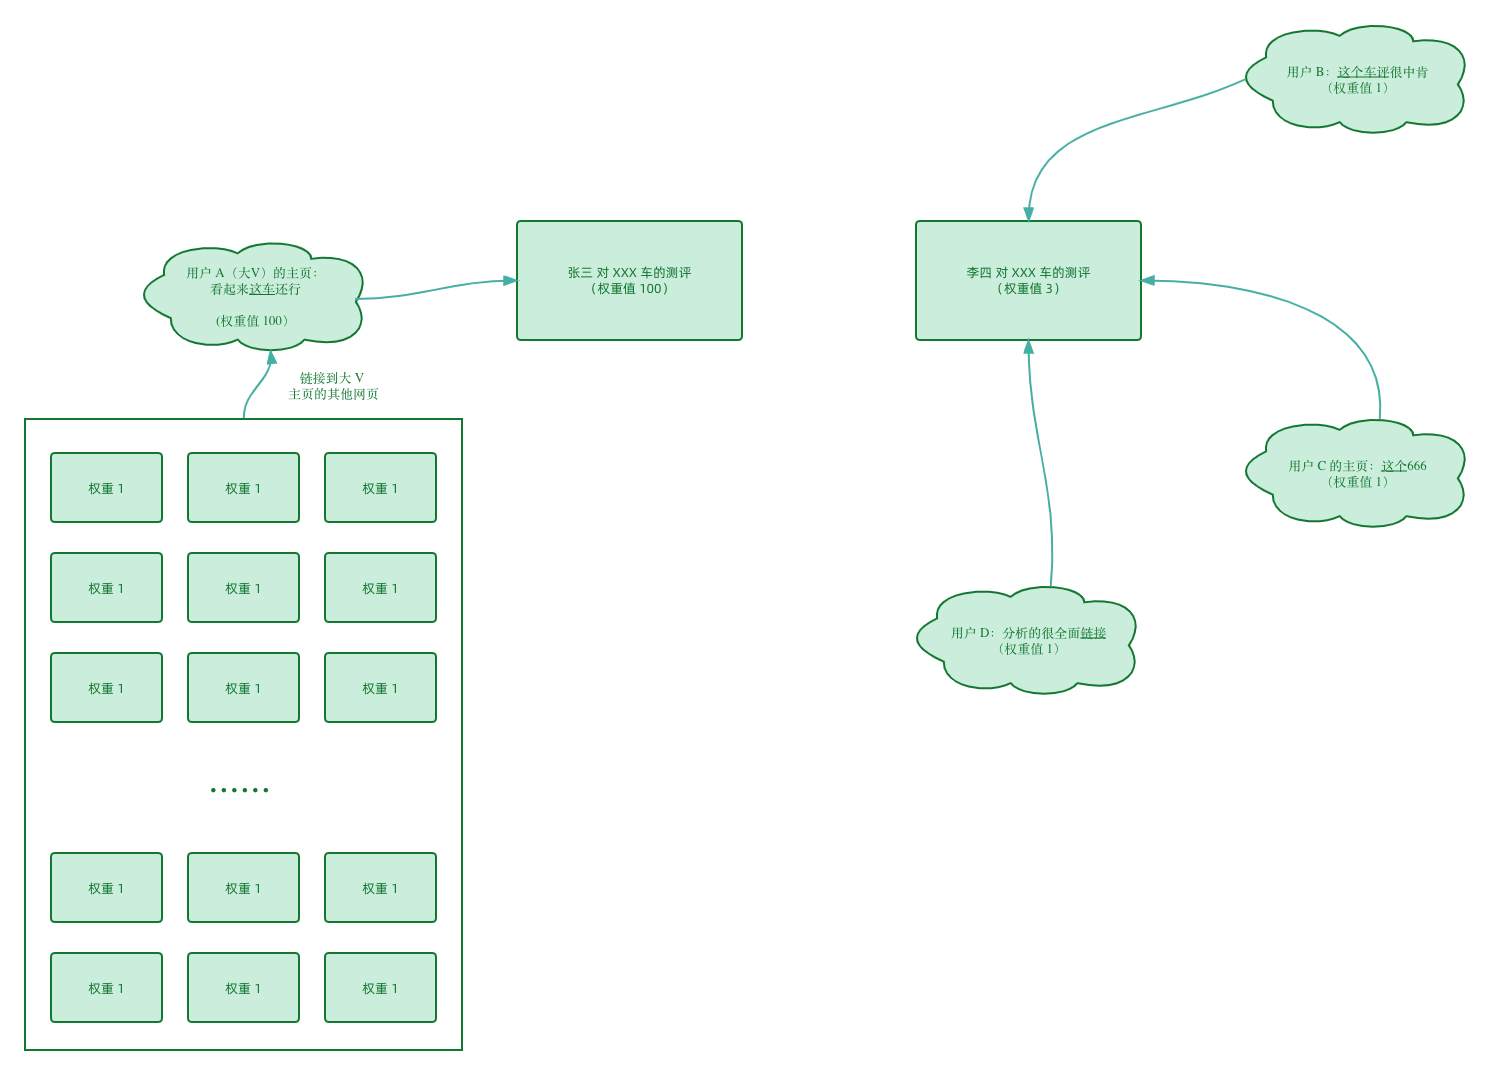 用户 B：这个车评很中肯
（权重值 1）
用户 A（大V）的主页：
看起来这车还行
(权重值 100）
张三 对 XXX 车的测评
（权重值 100）
李四 对 XXX 车的测评
（权重值 3）
链接到大 V
主页的其他网页
用户 C 的主页：这个666
（权重值 1）
权重 1
权重 1
权重 1
权重 1
权重 1
权重 1
用户 D：分析的很全面链接
（权重值 1）
权重 1
权重 1
权重 1
……
权重 1
权重 1
权重 1
权重 1
权重 1
权重 1